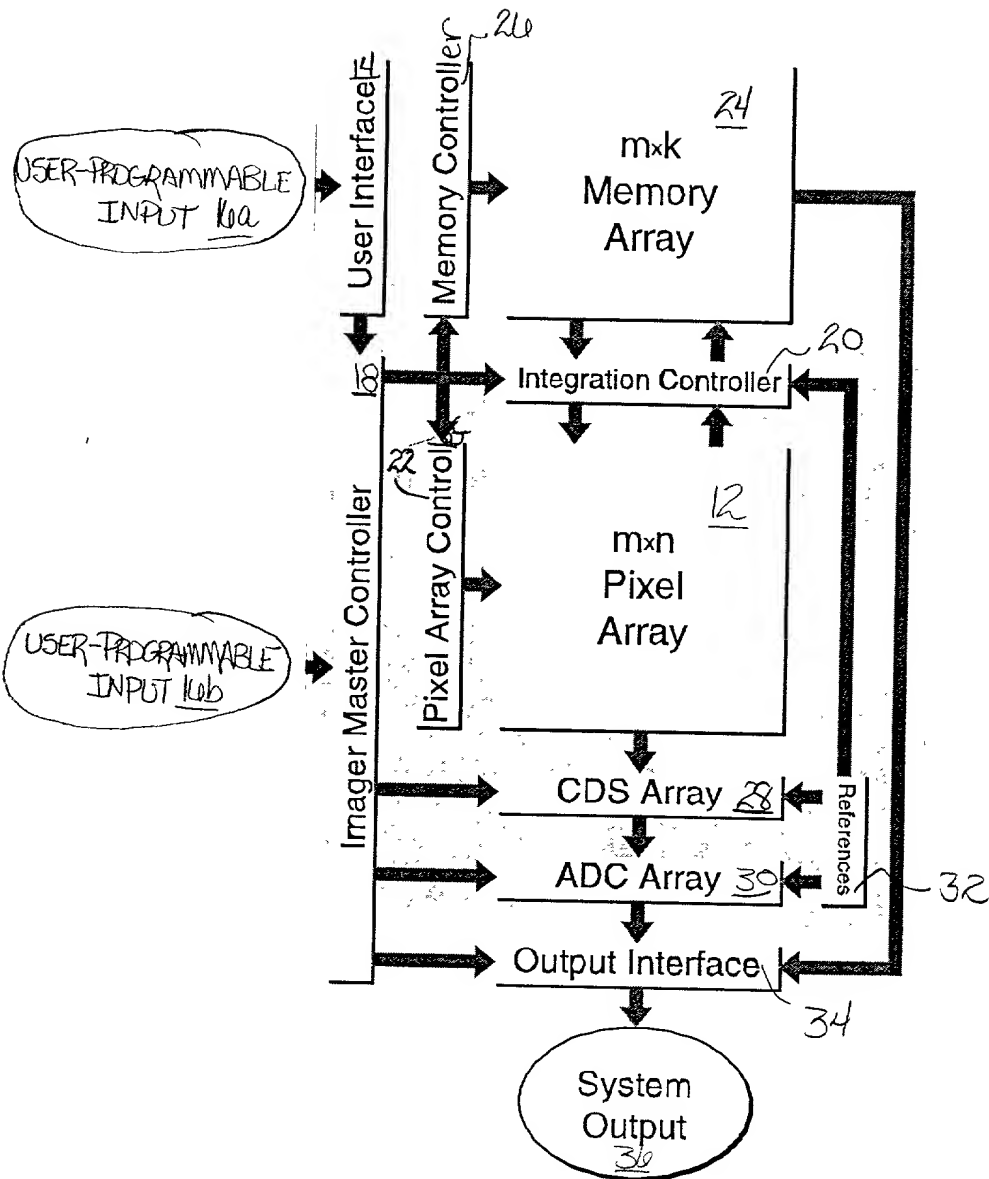 26
USER-PROGRAMMABLE
INPUT 16a
User Interface 14
Memory Controller
24
m×k
Memory
Array
18
Integration Controller
20
22
Pixel Array Control
12
m×n
Pixel
Array
USER-PROGRAMMABLE
INPUT 16b
Imager Master Controller
CDS Array 28
References
ADC Array 30
32
Output Interface
34
System
Output
36